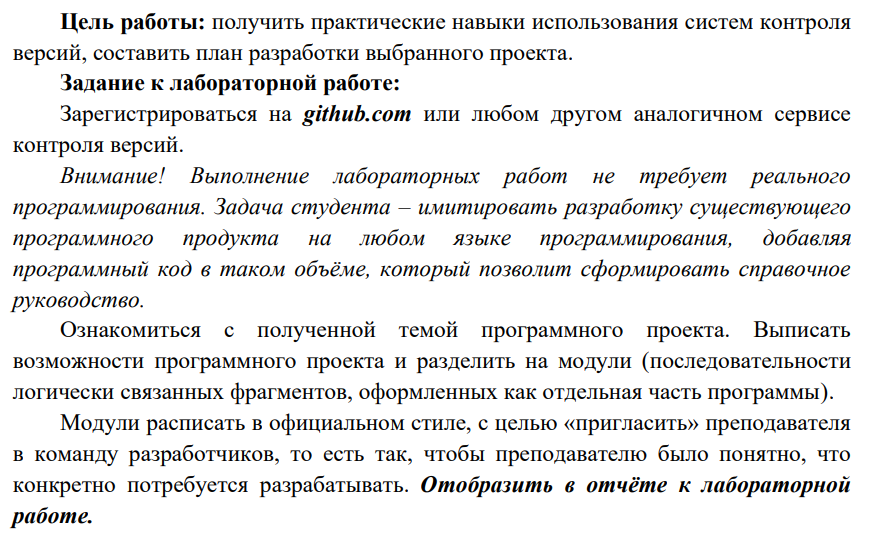 Цель работы: получить практические навыки использования систем контроля
версий, составить план разработки выбранного проекта.
Задание к лабораторной работе:
Зарегистрироваться на github.com или любом другом аналогичном сервисе
контроля версий.
Внимание! Выполнение лабораторных работ не требует реального
программирования. Задача студента – имитировать разработку существующего
программного продукта на любом языке программирования, добавляя
программный код в таком объёме, который позволит сформировать справочное
руководство.
Ознакомиться с полученной темой программного проекта. Выписать
возможности программного проекта и разделить на модули (последовательности
логически связанных фрагментов, оформленных как отдельная часть программы).
Модули расписать в официальном стиле, с целью «пригласить» преподавателя
в команду разработчиков, то есть так, чтобы преподавателю было понятно, что
конкретно потребуется разрабатывать. Отобразить в отчёте к лабораторной
работе.